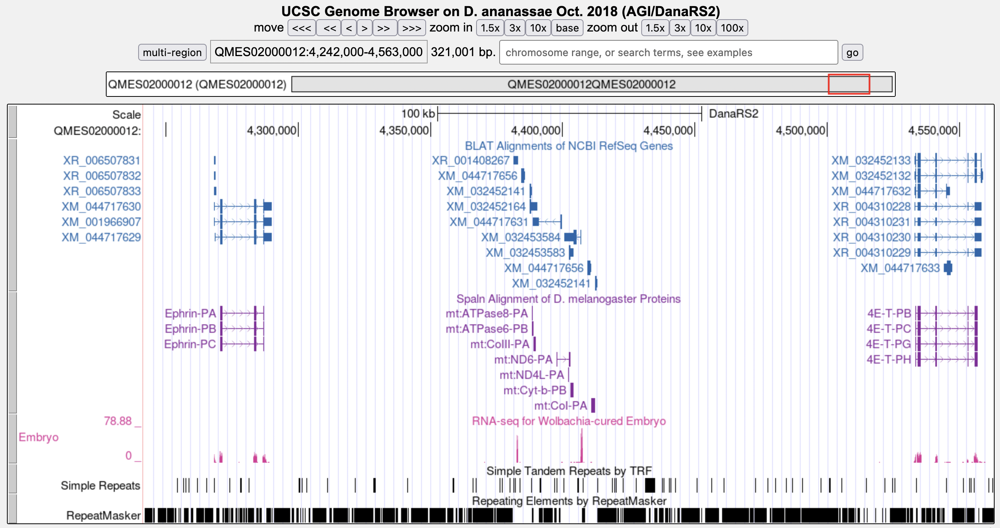 UCSC Genome Browser on D. ananassae Oct. 2018 (AGI/DanaRS2)
move <<< << < > >> >>> zoom in 1.5x 3x 10x base zoom out 1.5x 3x 10x 100x
multi-region QMES02000012:4,242,000-4,563,000 321,001 bp. chromosome range, or search terms, see examples go
QMES02000012 (QMES02000012) QMES02000012QMES02000012
Scale 100 kb DanaRS2
QMES02000012: 4,300,000 4,350,000 4,400,000 4,450,000 4,500,000 4,550,000
BLAT Alignments of NCBI RefSeq Genes
XR_006507831 XR_001408267 XM_032452133
XR_006507832 XM_044717656 XM_032452132
XR_006507833 XM_032452141 XM_044717632
XM_044717630 XM_032452164 XR_004310228
XM_001966907 XM_044717631 XR_004310231
XM_044717629 XM_032453584 XR_004310230
XM_032453583 XR_004310229
XM_044717656 XM_044717633
XM_032452141
Spaln Alignment of D. melanogaster Proteins
Ephrin-PA mt:ATPase8-PA 4E-T-PB
Ephrin-PB mt:ATPase6-PB 4E-T-PC
Ephrin-PC mt:CoIII-PA 4E-T-PG
mt:ND6-PA 4E-T-PH
mt:ND4L-PA
mt:Cyt-b-PB
mt:CoI-PA
78.88 _ RNA-seq for Wolbachia-cured Embryo
Embryo
0 _
Simple Tandem Repeats by TRF
Simple Repeats
Repeating Elements by RepeatMasker
RepeatMasker